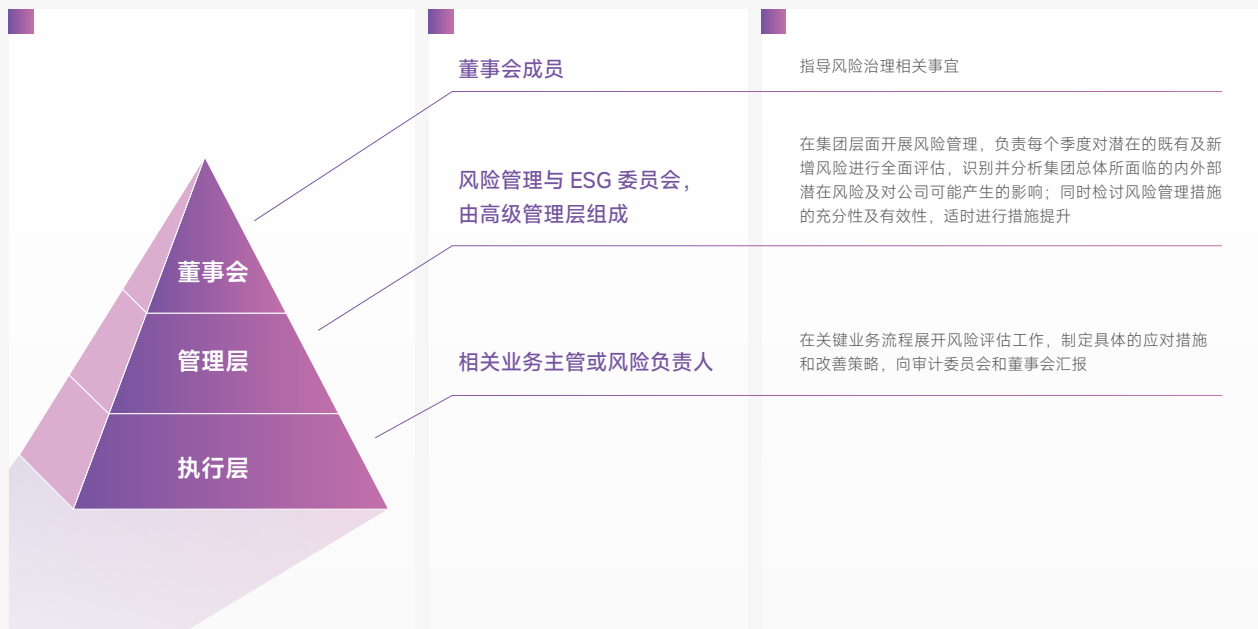 董事会
管理层
执行层
董事会成员
指导风险治理相关事宜
风险管理与 ESG 委员会，
由高级管理层组成
在集团层面开展风险管理，负责每个季度对潜在的既有及新
增风险进行全面评估，识别并分析集团总体所面临的内外部
潜在风险及对公司可能产生的影响；同时检讨风险管理措施
的充分性及有效性，适时进行措施提升
相关业务主管或风险负责人
在关键业务流程展开风险评估工作，制定具体的应对措施
和改善策略，向审计委员会和董事会汇报